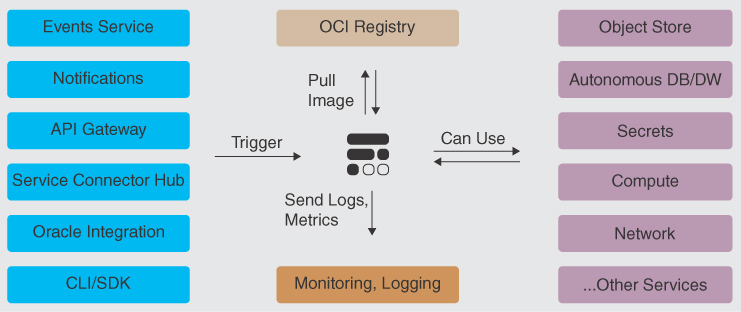 Events Service
Notifications
API Gateway
Service Connector Hub
Oracle Integration
CLI/SDK
Trigger
OCI Registry
Pull
Image
Send Logs,
Metrics
Monitoring, Logging
Can Use
Object Store
Autonomous DB/DW
Secrets
Compute
Network
...Other Services